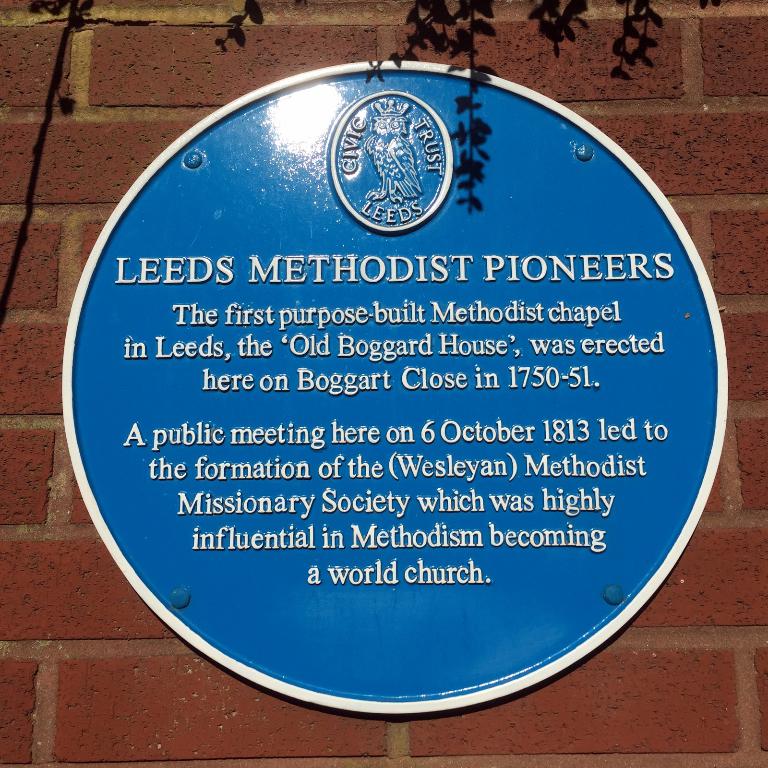 CIVIC TRUST
LEEDS
LEEDS METHODIST PIONEERS
The first purpose-built Methodist chapel
in Leeds, the ‘Old Boggard House’, was erected
here on Boggart Close in 1750-51.
A public meeting here on 6 October 1813 led to
the formation of the (Wesleyan) Methodist
Missionary Society which was highly
influential in Methodism becoming
a world church.